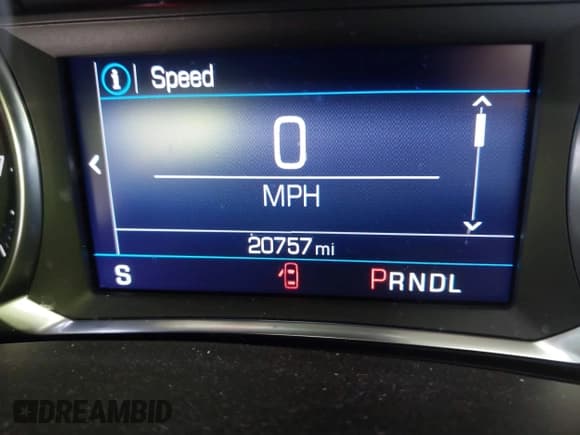 i | Speed
0
MPH
20757 mi
S PRNDL
DREAMBID